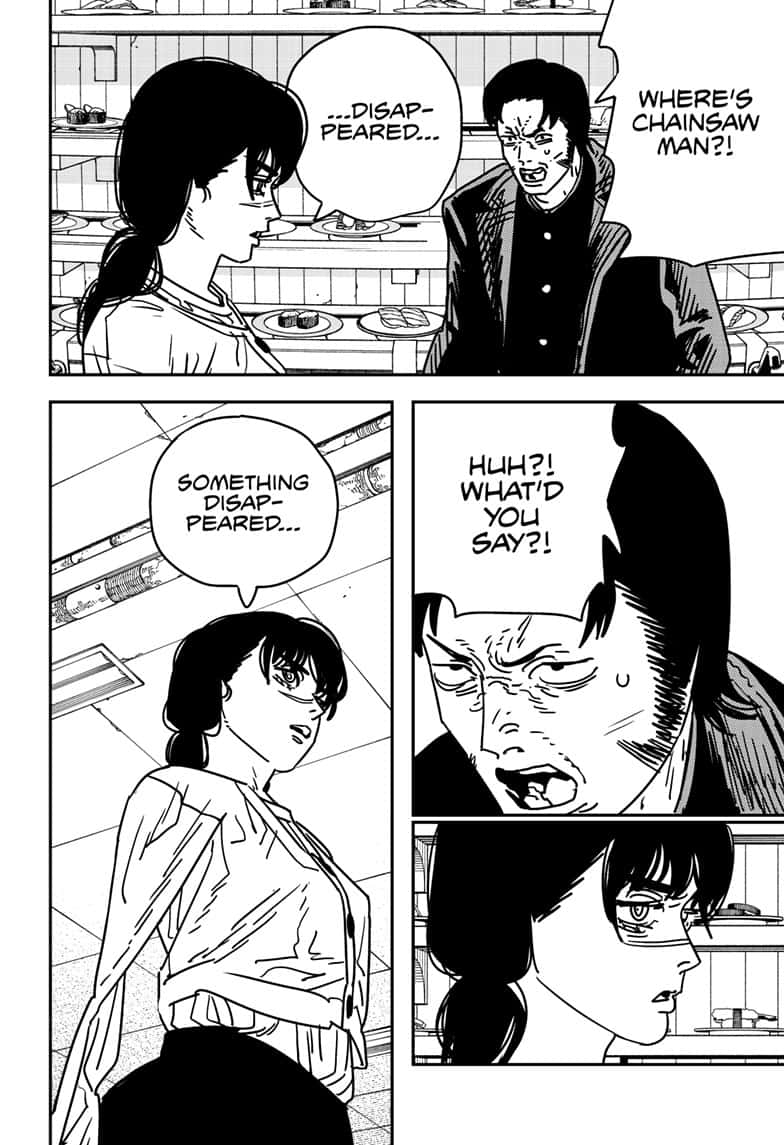 WHERE'S
CHAINSAW
MAN?!
...DISAP-
PEARED...
HUH?!
WHAT'D
YOU
SAY?!
SOMETHING
DISAP-
PEARED...